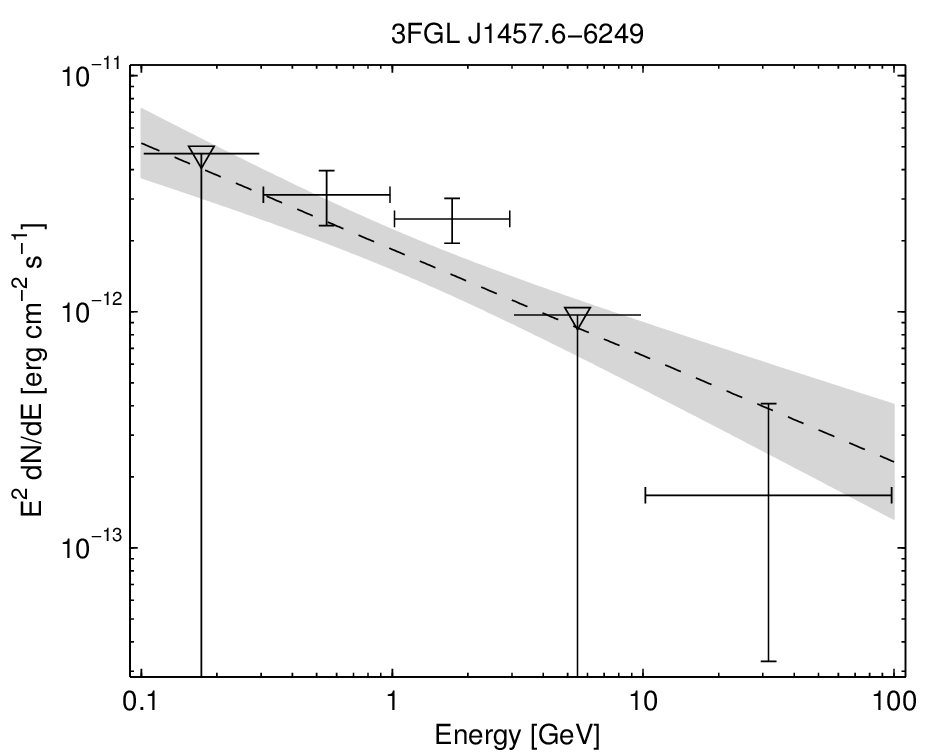 3FGL J1457.6−6249
10⁻¹¹
10⁻¹²
10⁻¹³
E² dN/dE [erg cm⁻² s⁻¹]
0.1 1 10 100
Energy [GeV]